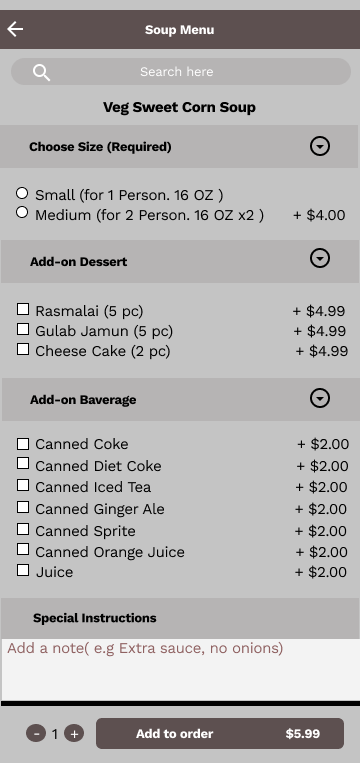 Soup Menu
Search here
Veg Sweet Corn Soup
Choose Size (Required)
Small (for 1 Person. 16 OZ )
Medium (for 2 Person. 16 OZ x2 ) + $4.00
Add-on Dessert
Rasmalai (5 pc) + $4.99
Gulab Jamun (5 pc) + $4.99
Cheese Cake (2 pc) + $4.99
Add-on Baverage
Canned Coke + $2.00
Canned Diet Coke + $2.00
Canned Iced Tea + $2.00
Canned Ginger Ale + $2.00
Canned Sprite + $2.00
Canned Orange Juice + $2.00
Juice + $2.00
Special Instructions
Add a note( e.g Extra sauce, no onions)
- 1 + Add to order $5.99